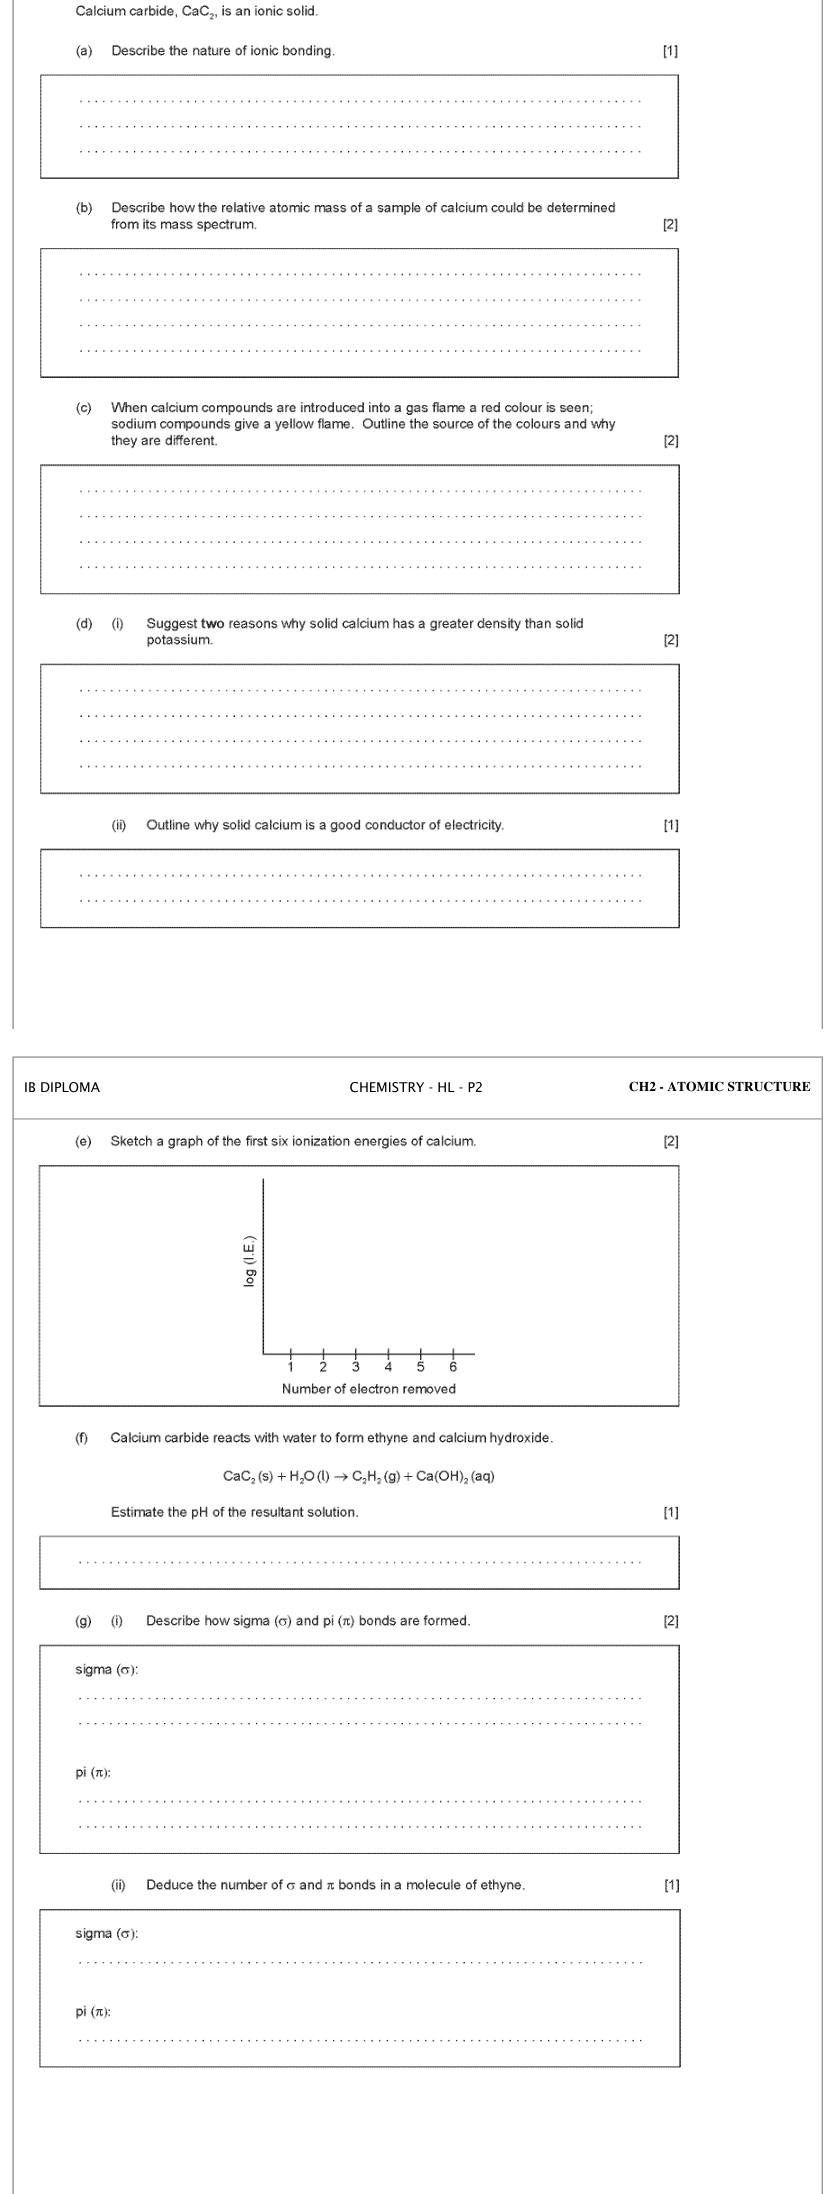 Calcium carbide, CaC₂, is an ionic solid.
(a) Describe the nature of ionic bonding. [1]
(b) Describe how the relative atomic mass of a sample of calcium could be determined
from its mass spectrum. [2]
(c) When calcium compounds are introduced into a gas flame a red colour is seen;
sodium compounds give a yellow flame. Outline the source of the colours and why
they are different. [2]
(d) (i) Suggest two reasons why solid calcium has a greater density than solid
potassium. [2]
(ii) Outline why solid calcium is a good conductor of electricity. [1]
IB DIPLOMA CHEMISTRY - HL - P2 CH2 - ATOMIC STRUCTURE
(e) Sketch a graph of the first six ionization energies of calcium. [2]
log (I.E.)
1 2 3 4 5 6
Number of electron removed
(f) Calcium carbide reacts with water to form ethyne and calcium hydroxide.
CaC₂ (s) + H₂O (l) → C₂H₂ (g) + Ca(OH)₂ (aq)
Estimate the pH of the resultant solution. [1]
(g) (i) Describe how sigma (σ) and pi (π) bonds are formed. [2]
sigma (σ):
pi (π):
(ii) Deduce the number of σ and π bonds in a molecule of ethyne. [1]
sigma (σ):
pi (π):